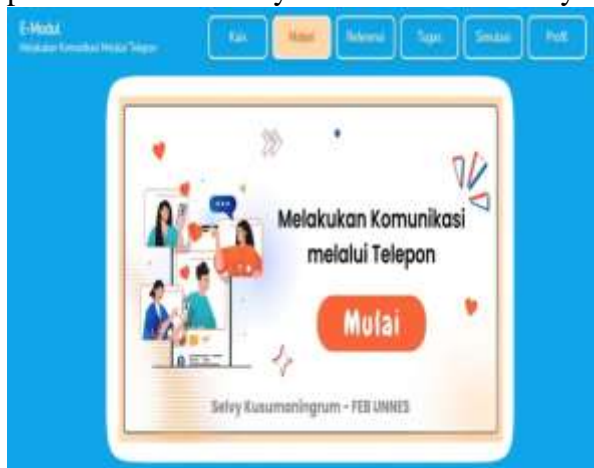 E-Modul
Melakukan Komunikasi Melalui Telepon
Kuis
Materi
Referensi
Tugas
Simulasi
Profil
Melakukan Komunikasi
melalui Telepon
Mulai
Selvy Kusumaningrum - FEB UNNES